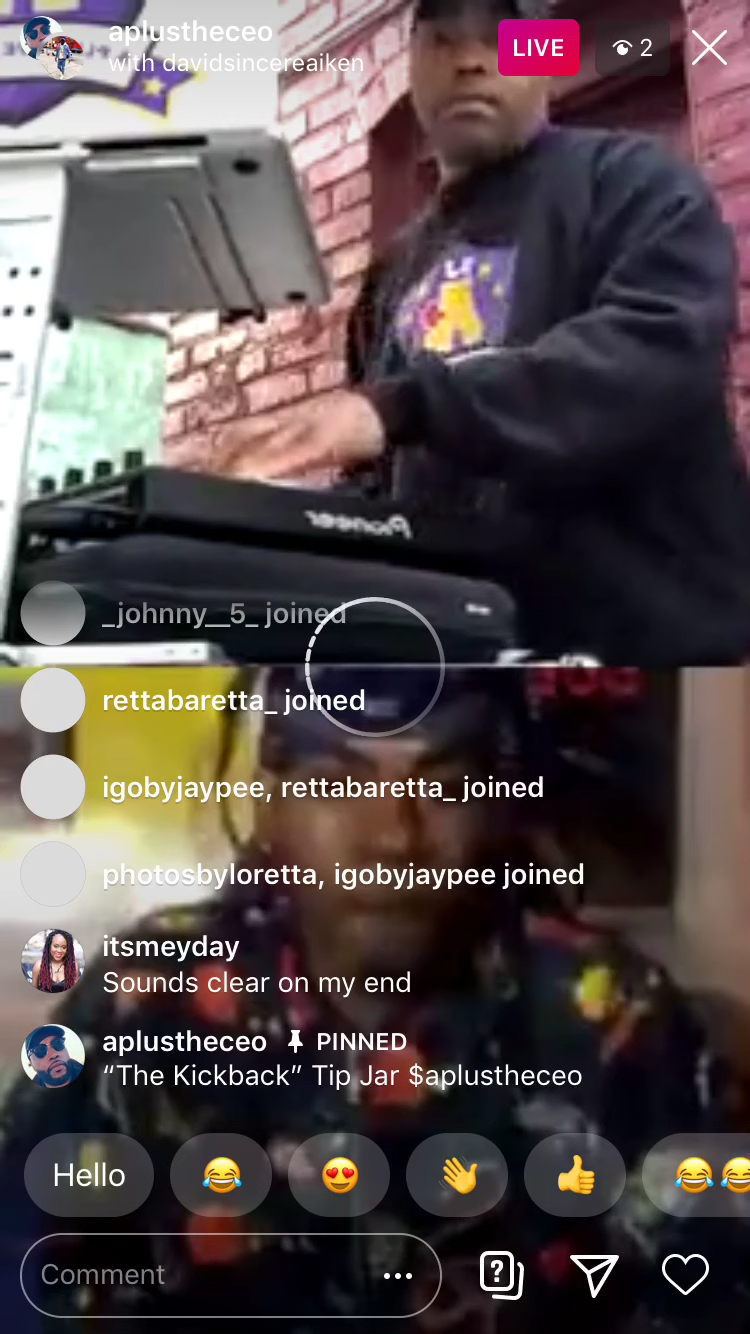 aplustheceo
with davidsincereaiken
LIVE
2
Pioneer
_johnny__5_ joined
rettabaretta_ joined
igobyjaypee, rettabaretta_ joined
photosbyloretta, igobyjaypee joined
itsmeyday
Sounds clear on my end
aplustheceo PINNED
“The Kickback” Tip Jar $aplustheceo
Hello
Comment